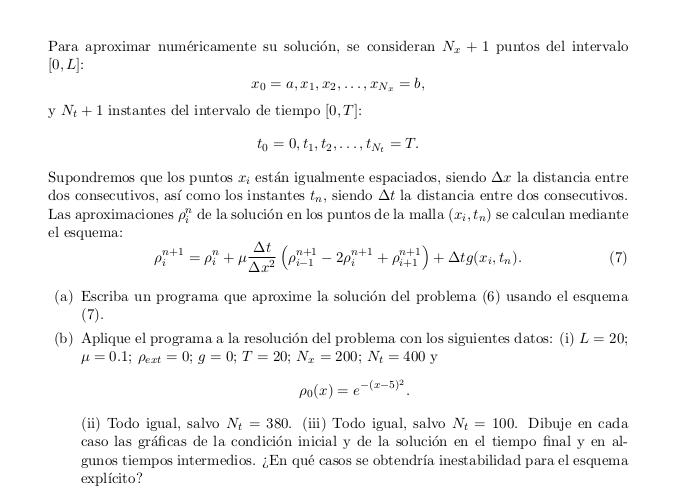 Para aproximar numéricamente su solución, se consideran $N_x + 1$ puntos del intervalo
$[0, L]$:
$x_0 = a, x_1, x_2, \ldots, x_{N_x} = b,$
y $N_t + 1$ instantes del intervalo de tiempo $[0, T]$:
$t_0 = 0, t_1, t_2, \ldots, t_{N_t} = T.$
Supondremos que los puntos $x_i$ están igualmente espaciados, siendo $\Delta x$ la distancia entre
dos consecutivos, así como los instantes $t_n$, siendo $\Delta t$ la distancia entre dos consecutivos.
Las aproximaciones $\rho_i^n$ de la solución en los puntos de la malla $(x_i, t_n)$ se calculan mediante
el esquema:
$\rho_i^{n+1} = \rho_i^n + \mu \frac{\Delta t}{\Delta x^2} \left( \rho_{i-1}^{n+1} - 2\rho_i^{n+1} + \rho_{i+1}^{n+1} \right) + \Delta t g(x_i, t_n).$ (7)
(a) Escriba un programa que aproxime la solución del problema (6) usando el esquema
(7).
(b) Aplique el programa a la resolución del problema con los siguientes datos: (i) $L = 20$;
$\mu = 0.1$; $\rho_{ext} = 0$; $g = 0$; $T = 20$; $N_x = 200$; $N_t = 400$ y
$\rho_0(x) = e^{-(x-5)^2}.$
(ii) Todo igual, salvo $N_t = 380$. (iii) Todo igual, salvo $N_t = 100$. Dibuje en cada
caso las gráficas de la condición inicial y de la solución en el tiempo final y en al-
gunos tiempos intermedios. ¿En qué casos se obtendría inestabilidad para el esquema
explícito?